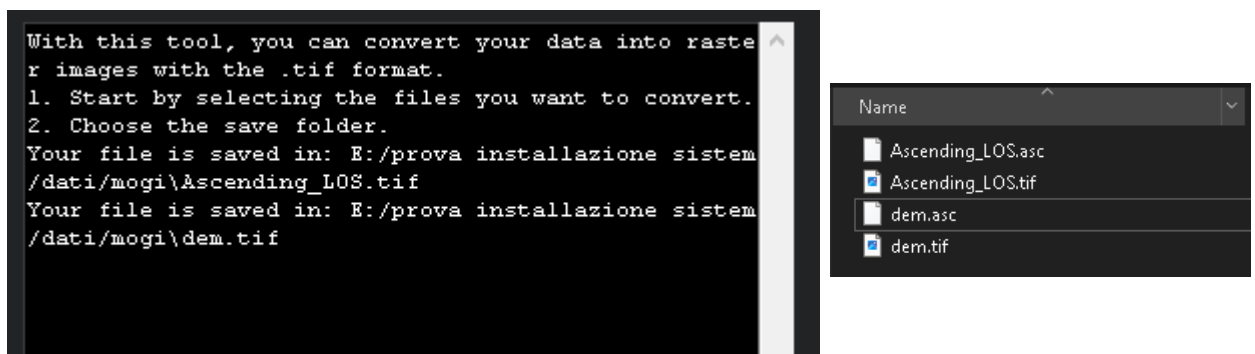 With this tool, you can convert your data into raste
r images with the .tif format.
1. Start by selecting the files you want to convert.
2. Choose the save folder.
Your file is saved in: E:/prova installazione sistem
/dati/mogi\Ascending_LOS.tif
Your file is saved in: E:/prova installazione sistem
/dati/mogi\dem.tif
Name
Ascending_LOS.asc
Ascending_LOS.tif
dem.asc
dem.tif